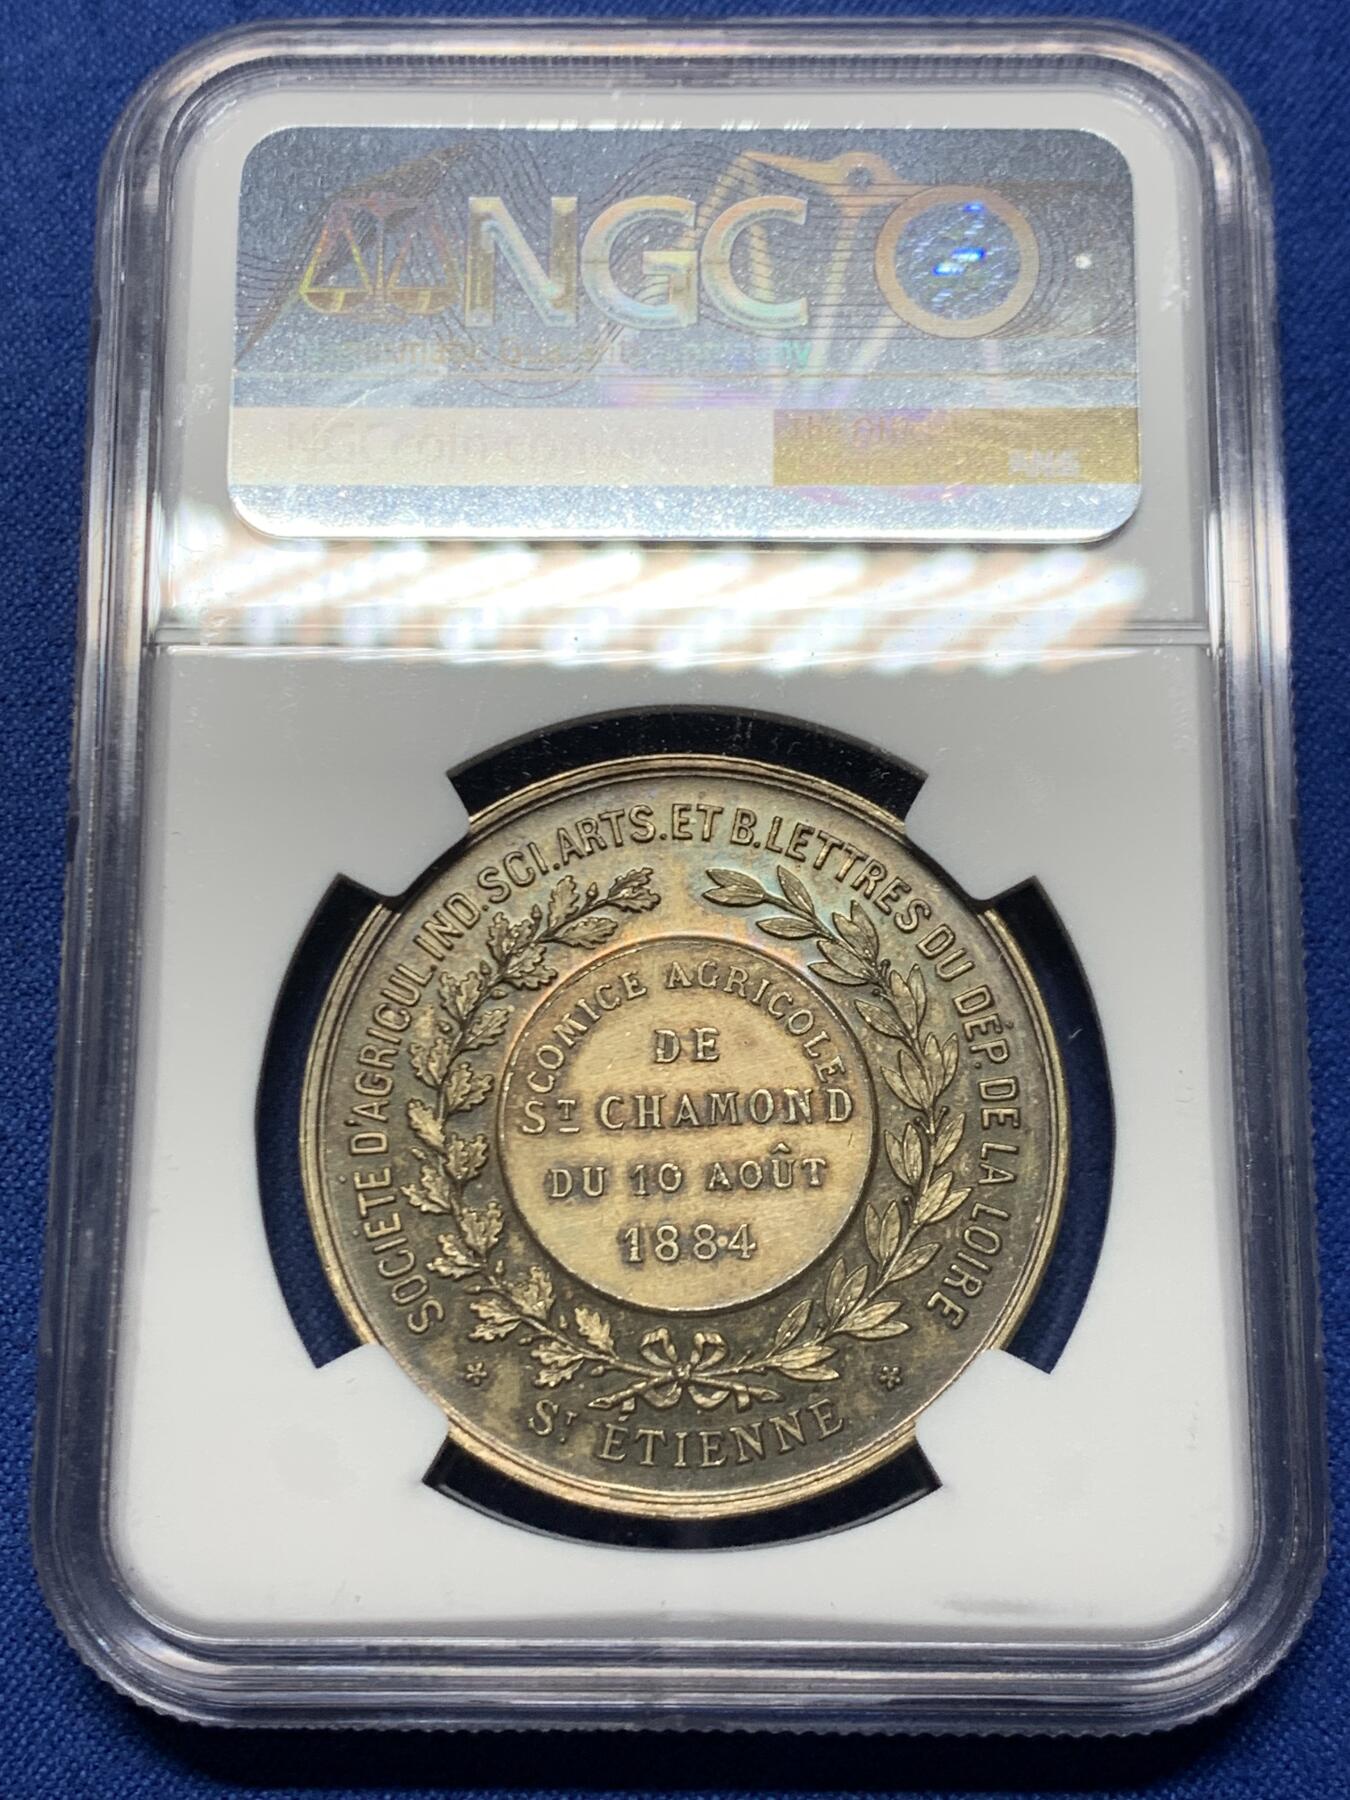 NGC
SOCIÉTÉ D'AGRICUL.IND.SCI.ARTS.ET B.LETTRES DU DÉP. DE LA LOIRE
COMICE AGRICOLE
DE
ST CHAMOND
DU 10 AOÛT
1884
* ST ÉTIENNE *